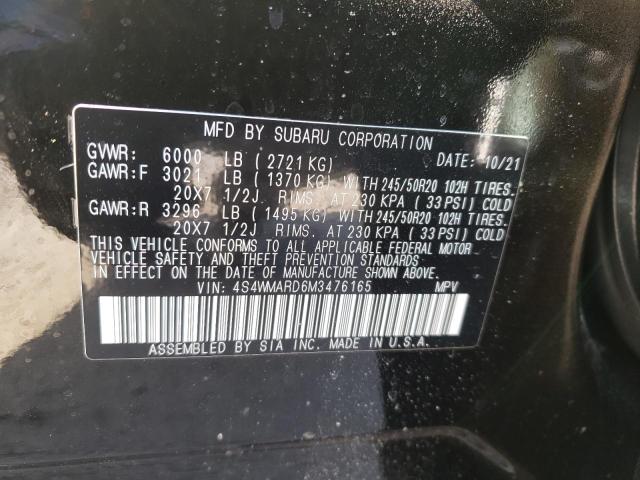 MFD BY SUBARU CORPORATION
GVWR: 6000 LB ( 2721 KG) DATE: 10/21
GAWR:F 3021 LB ( 1370 KG) WITH 245/50R20 102H TIRES.
20X7 1/2J. RIMS. AT 230 KPA ( 33 PSI) COLD
GAWR:R 3296 LB ( 1495 KG) WITH 245/50R20 102H TIRES.
20X7 1/2J RIMS. AT 230 KPA ( 33 PSI) COLD
THIS VEHICLE CONFORMS TO ALL APPLICABLE FEDERAL MOTOR
VEHICLE SAFETY AND THEFT PREVENTION STANDARDS
IN EFFECT ON THE DATE OF MANUFACTURE SHOWN ABOVE.
VIN: 4S4WMARD6M3476165 MPV
ASSEMBLED BY SIA INC. MADE IN U.S.A.